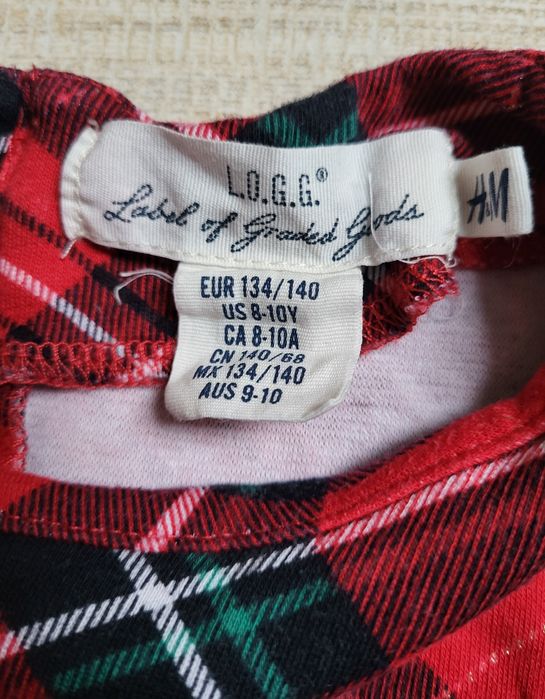 L.O.G.G.®
Label of Graded Goods
H&M
EUR 134/140
US 8-10Y
CA 8-10A
CN 140/68
MX 134/140
AUS 9-10